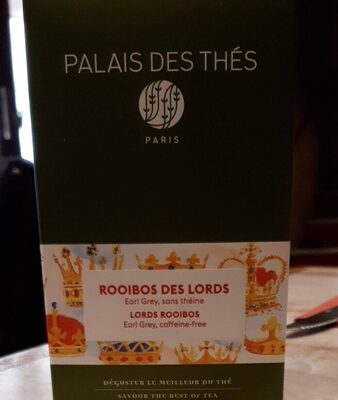 PALAIS DES THÉS
PARIS
ROOIBOS DES LORDS
Earl Grey, sans théine
LORDS ROOIBOS
Earl Grey, caffeine-free
DÉGUSTER LE MEILLEUR DU THÉ
SAVOUR THE BEST OF TEA